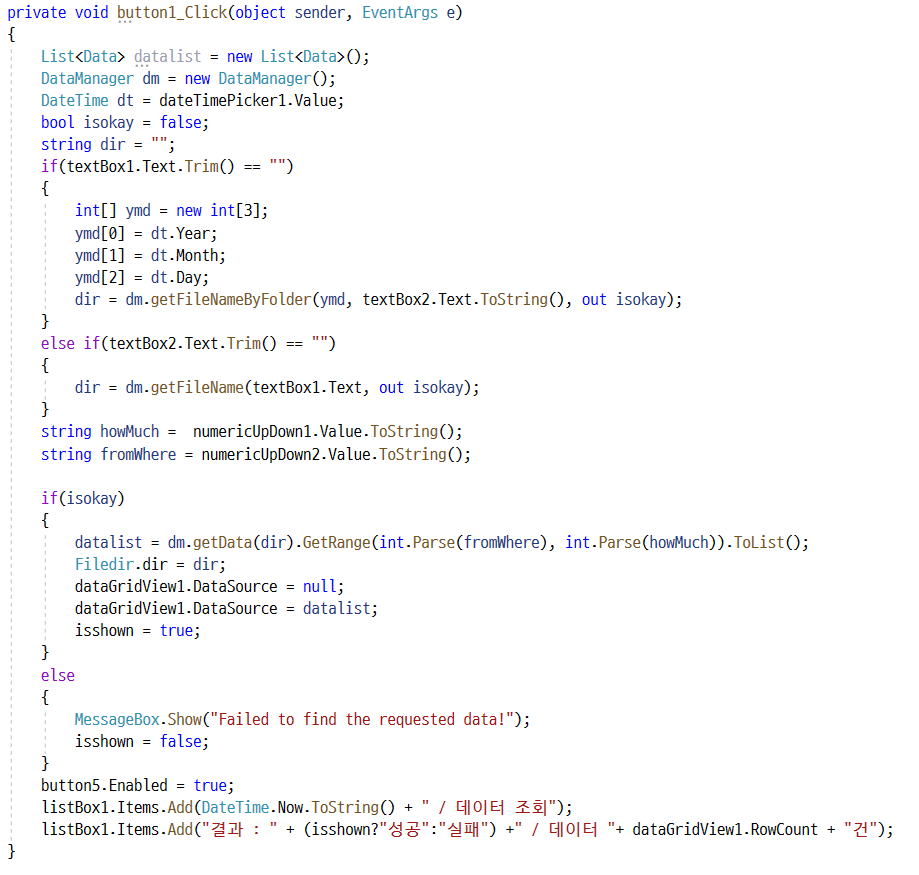 private void button1_Click(object sender, EventArgs e)
{
    List<Data> datalist = new List<Data>();
    DataManager dm = new DataManager();
    DateTime dt = dateTimePicker1.Value;
    bool isokay = false;
    string dir = "";
    if(textBox1.Text.Trim() == "")
    {
        int[] ymd = new int[3];
        ymd[0] = dt.Year;
        ymd[1] = dt.Month;
        ymd[2] = dt.Day;
        dir = dm.getFileNameByFolder(ymd, textBox2.Text.ToString(), out isokay);
    }
    else if(textBox2.Text.Trim() == "")
    {
        dir = dm.getFileName(textBox1.Text, out isokay);
    }
    string howMuch =  numericUpDown1.Value.ToString();
    string fromWhere = numericUpDown2.Value.ToString();

    if(isokay)
    {
        datalist = dm.getData(dir).GetRange(int.Parse(fromWhere), int.Parse(howMuch)).ToList();
        Filedir.dir = dir;
        dataGridView1.DataSource = null;
        dataGridView1.DataSource = datalist;
        isshown = true;
    }
    else
    {
        MessageBox.Show("Failed to find the requested data!");
        isshown = false;
    }
    button5.Enabled = true;
    listBox1.Items.Add(DateTime.Now.ToString() + " / 데이터 조회");
    listBox1.Items.Add("결과 : " + (isshown?"성공":"실패") +" / 데이터 "+ dataGridView1.RowCount + "건");
}